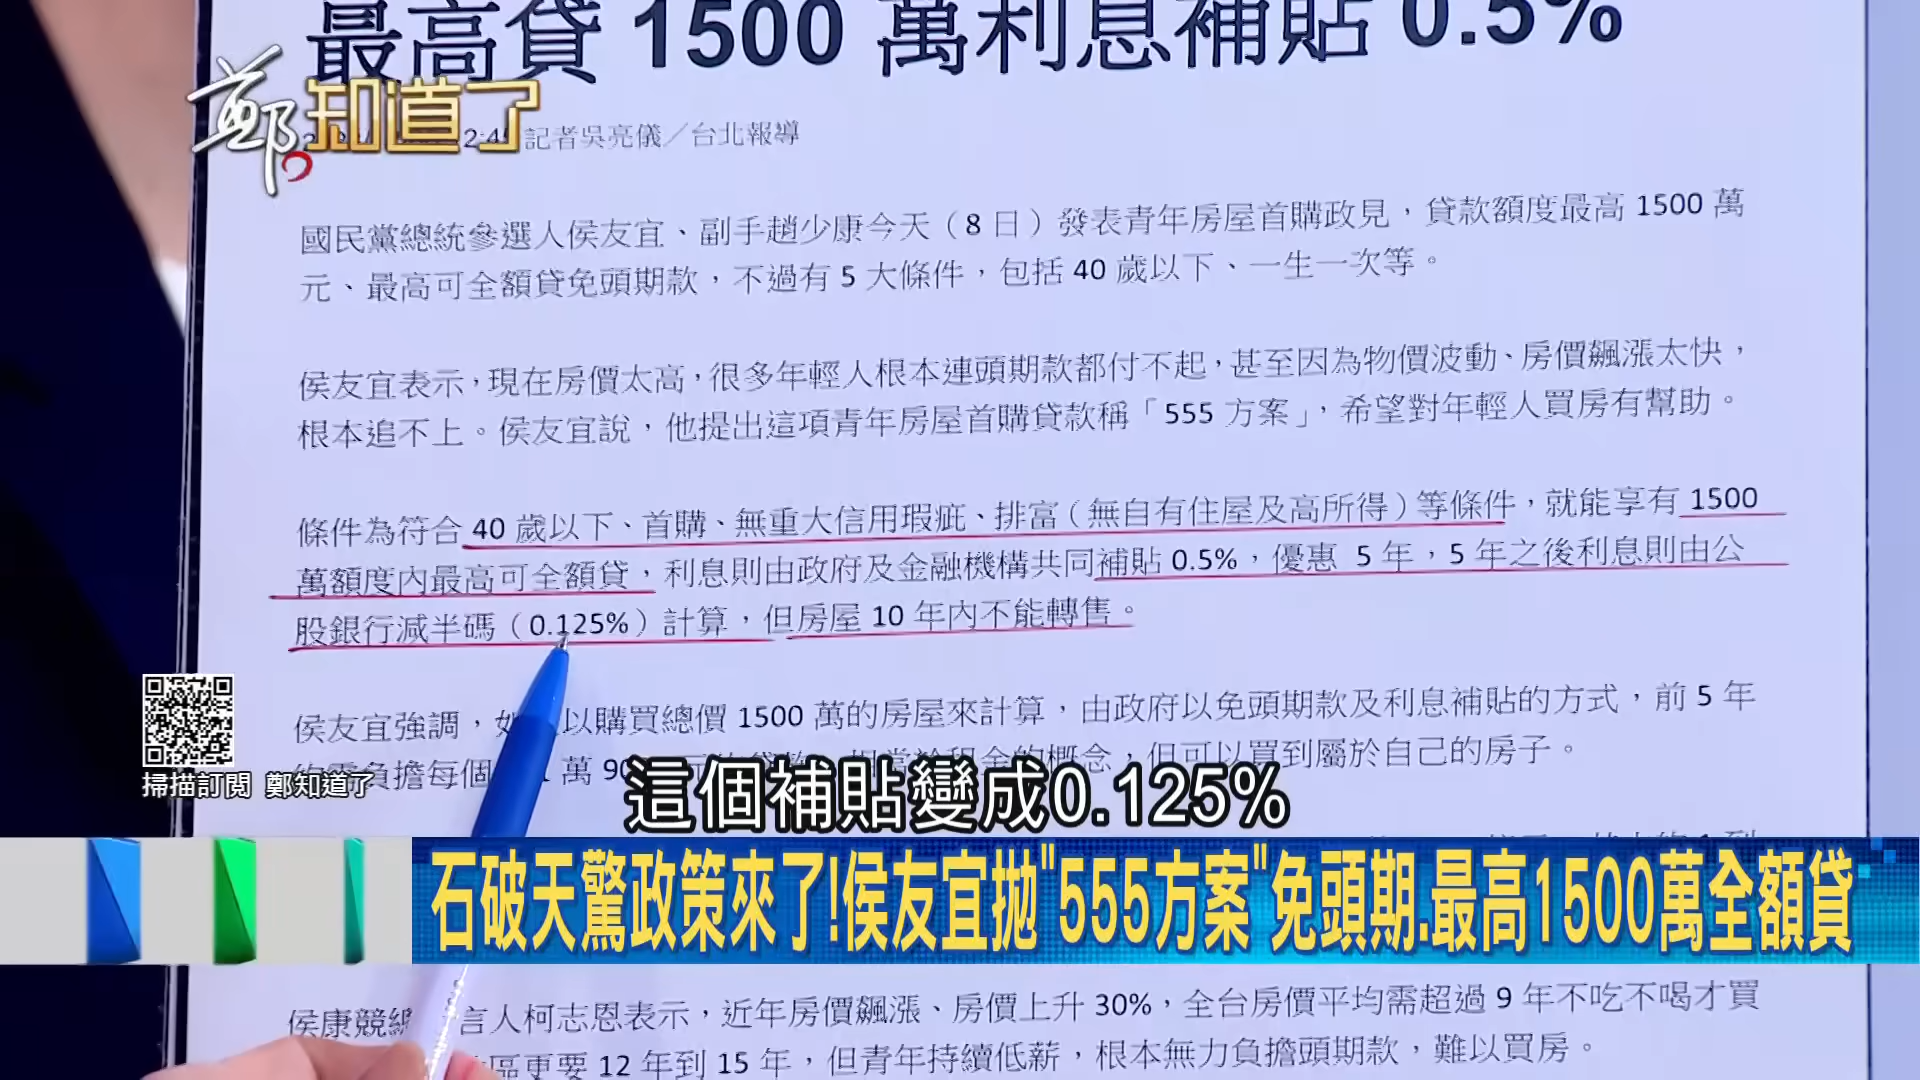 最高貸 1500 萬利息補貼 0.5%
鄭知道了
記者吳亮儀／台北報導
國民黨總統參選人侯友宜、副手趙少康今天（8 日）發表青年房屋首購政見，貸款額度最高 1500 萬
元、最高可全額貸免頭期款，不過有 5 大條件，包括 40 歲以下、一生一次等。
侯友宜表示，現在房價太高，很多年輕人根本連頭期款都付不起，甚至因為物價波動、房價飆漲太快，
根本追不上。侯友宜說，他提出這項青年房屋首購貸款稱「555 方案」，希望對年輕人買房有幫助。
條件為符合 40 歲以下、首購、無重大信用瑕疵、排富（無自有住屋及高所得）等條件，就能享有 1500
萬額度內最高可全額貸，利息則由政府及金融機構共同補貼 0.5%，優惠 5 年，5 年之後利息則由公
股銀行減半碼（0.125%）計算，但房屋 10 年內不能轉售。
侯友宜強調，以購買總價 1500 萬的房屋來計算，由政府以免頭期款及利息補貼的方式，前 5 年
負擔每個 萬 的概念，但可以買到屬於自己的房子。
掃描訂閱 鄭知道了
這個補貼變成0.125%
石破天驚政策來了!侯友宜拋"555方案"免頭期.最高1500萬全額貸
侯康競 言人柯志恩表示，近年房價飆漲、房價上升 30%，全台房價平均需超過 9 年不吃不喝才買
區更要 12 年到 15 年，但青年持續低薪，根本無力負擔頭期款，難以買房。